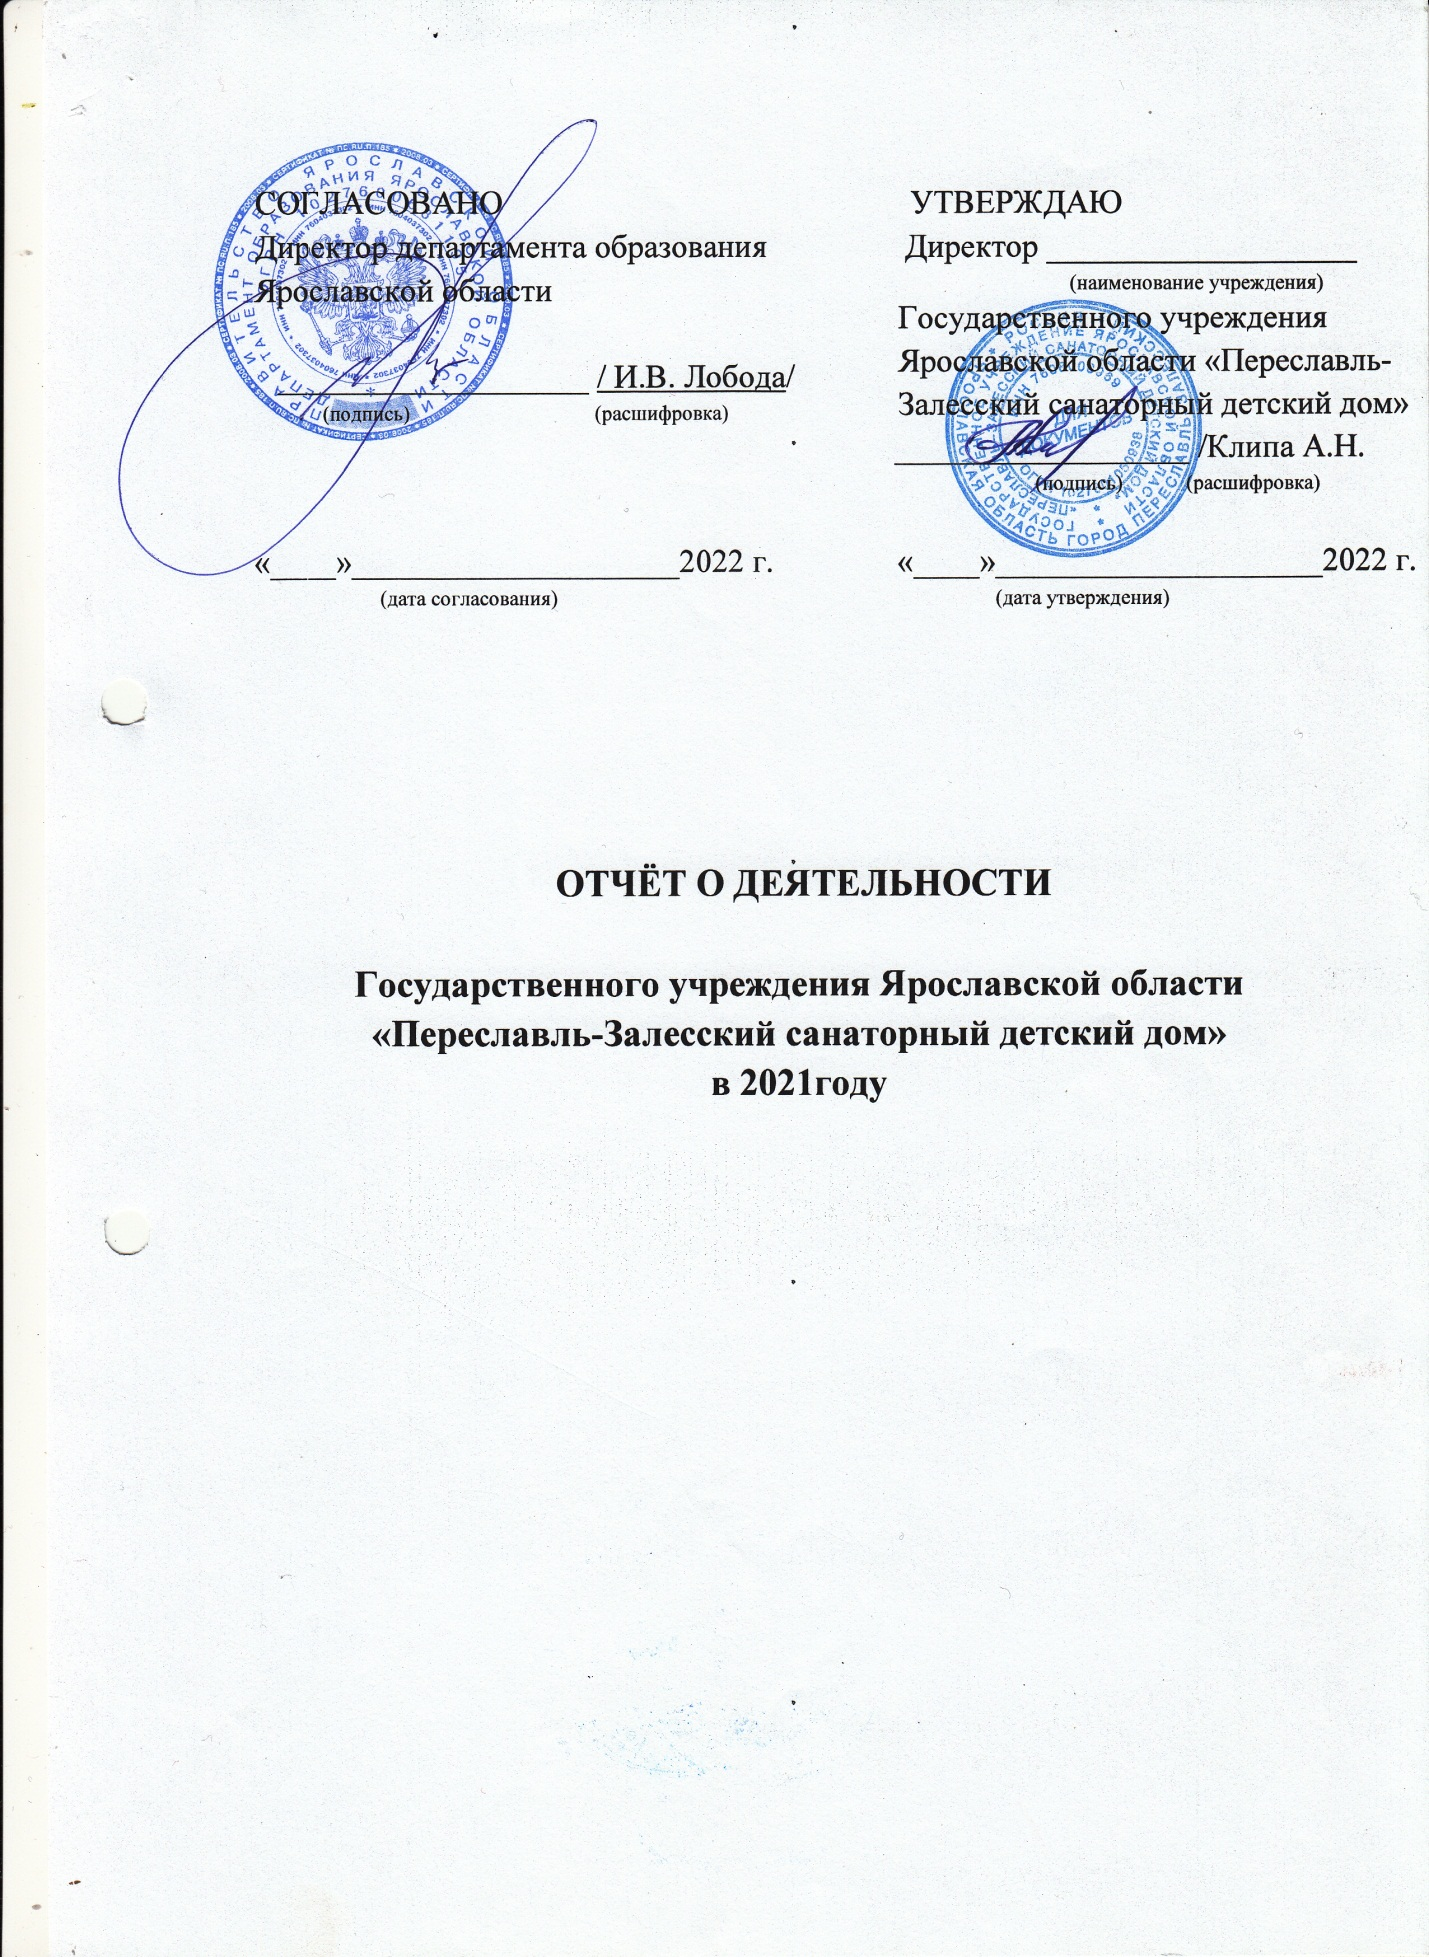 СОГЛАСОВАНО
Директор департамента образования
Ярославской области
/ И.В. Лобода/
(подпись) (расшифровка)
«____»____________________2022 г.
(дата согласования)
УТВЕРЖДАЮ
Директор ___________________
(наименование учреждения)
Государственного учреждения
Ярославской области «Переславль-
Залесский санаторный детский дом»
/Клипа А.Н.
(подпись) (расшифровка)
«____»____________________2022 г.
(дата утверждения)
ДЛЯ
ДОКУМЕНТОВ
ОТЧЁТ О ДЕЯТЕЛЬНОСТИ
Государственного учреждения Ярославской области
«Переславль-Залесский санаторный детский дом»
в 2021году